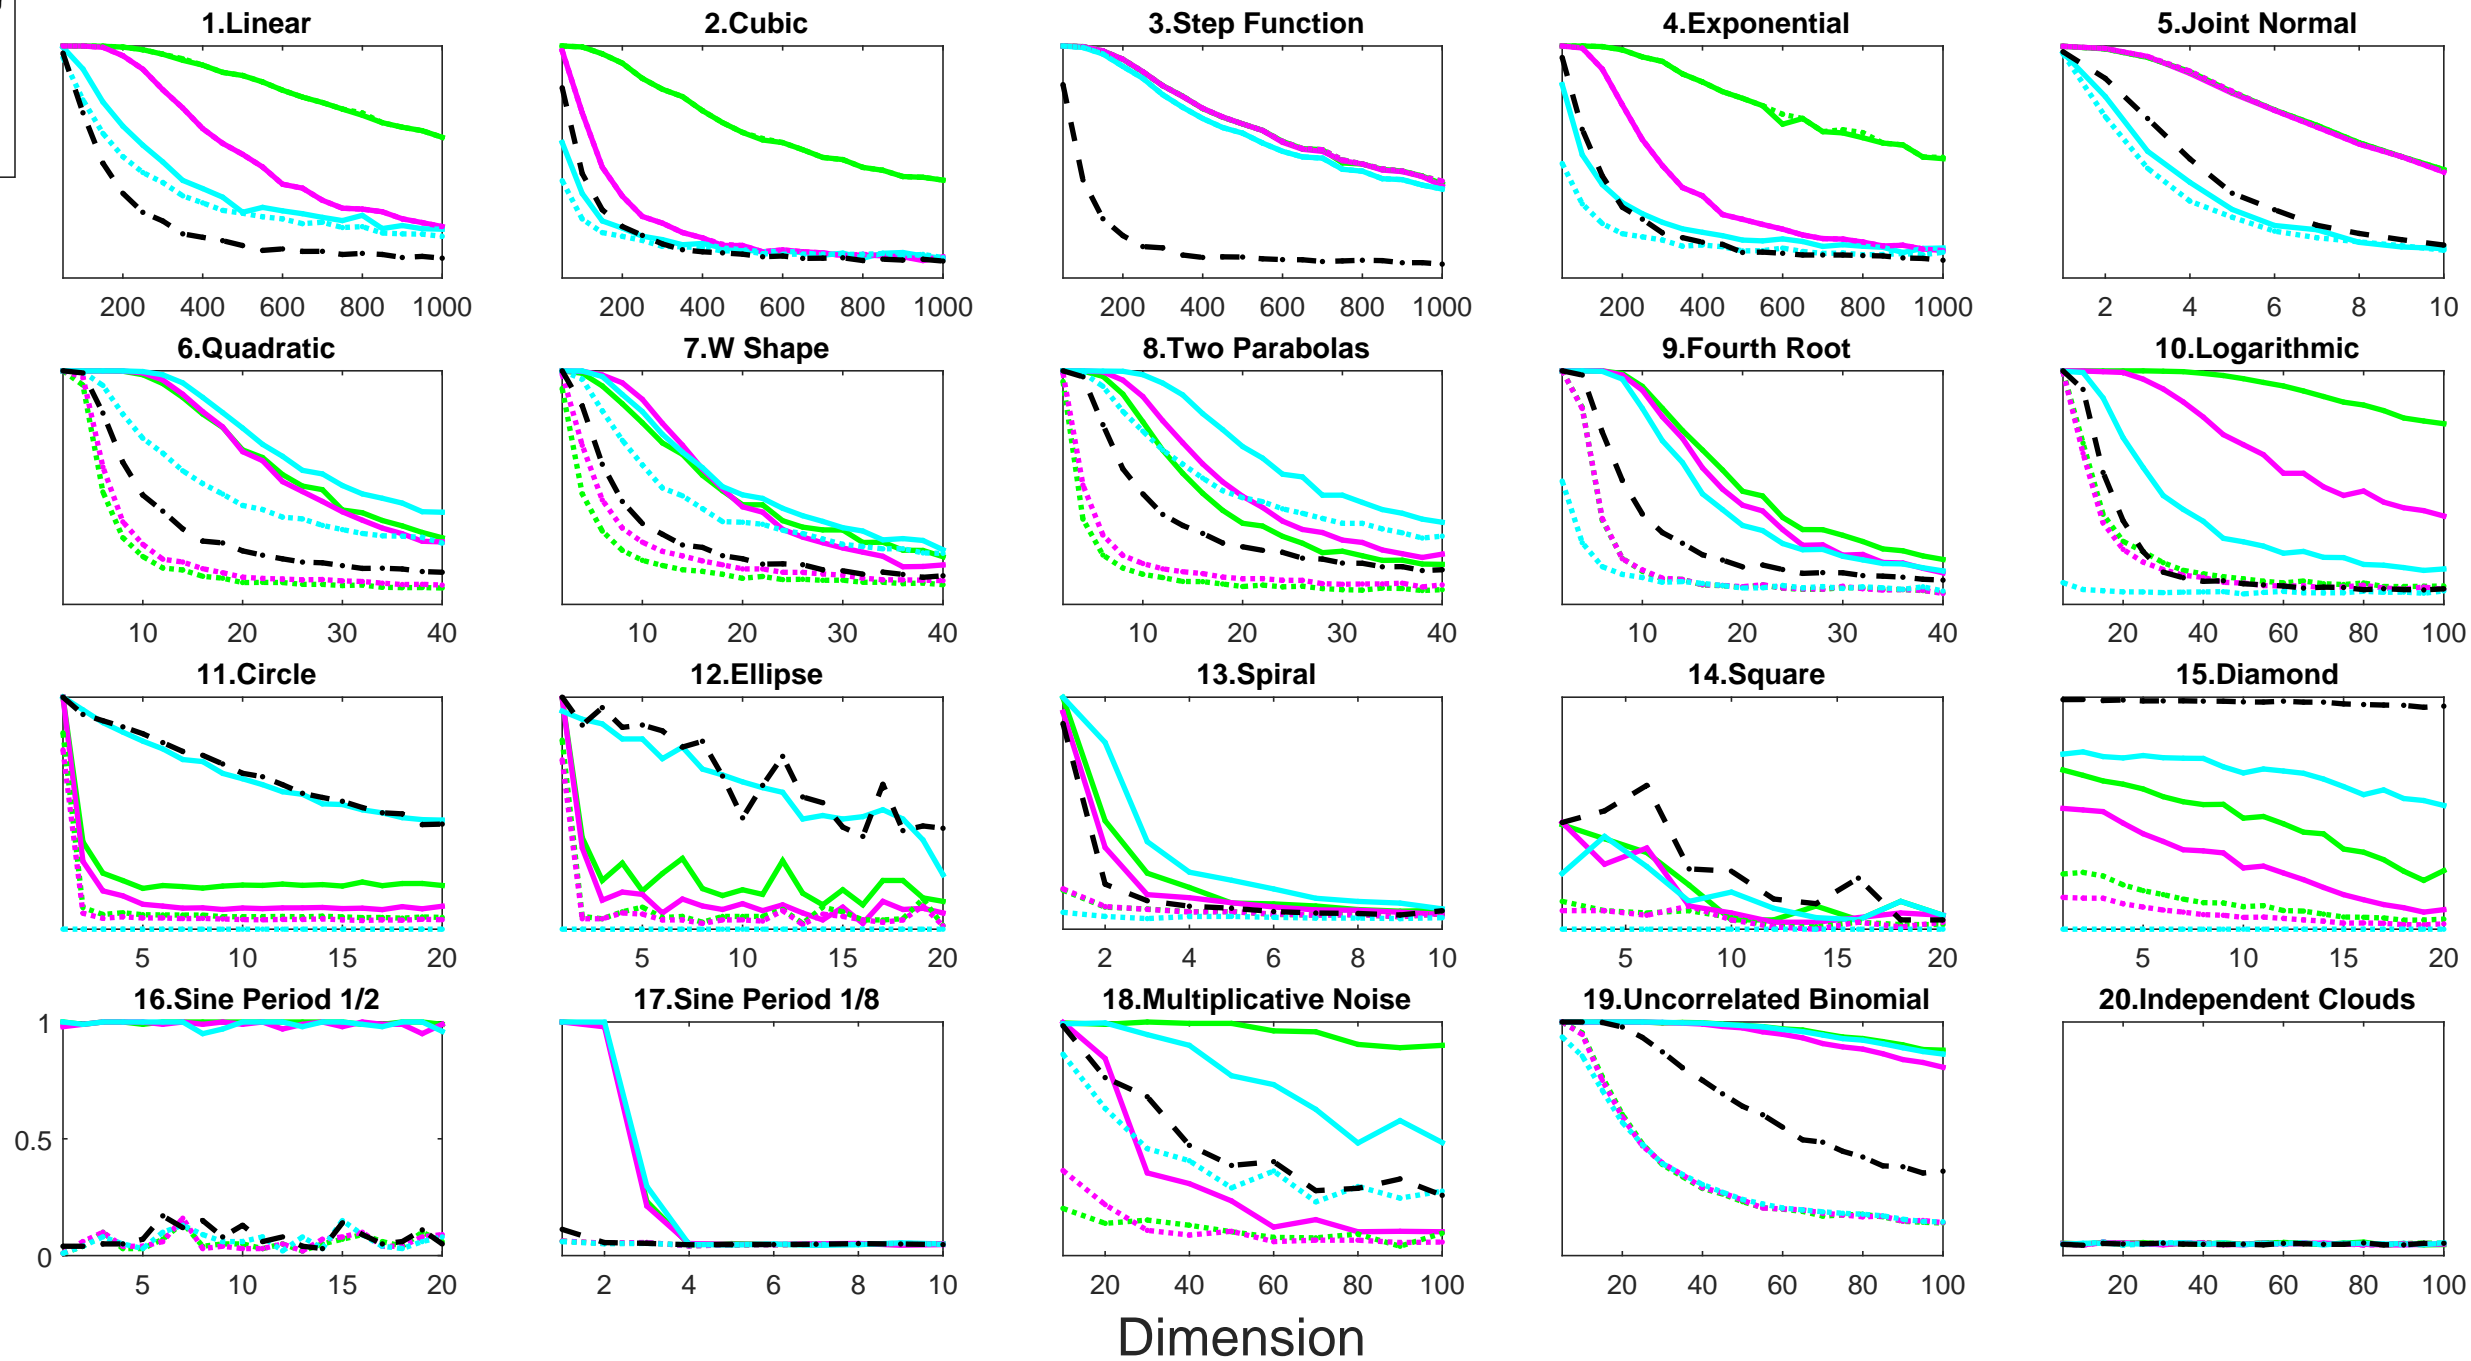 1.Linear 2.Cubic 3.Step Function 4.Exponential 5.Joint Normal
200 400 600 800 1000 200 400 600 800 1000 200 400 600 800 1000 200 400 600 800 1000 2 4 6 8 10
6.Quadratic 7.W Shape 8.Two Parabolas 9.Fourth Root 10.Logarithmic
10 20 30 40 10 20 30 40 10 20 30 40 10 20 30 40 20 40 60 80 100
11.Circle 12.Ellipse 13.Spiral 14.Square 15.Diamond
5 10 15 20 5 10 15 20 2 4 6 8 10 5 10 15 20 5 10 15 20
16.Sine Period 1/2 17.Sine Period 1/8 18.Multiplicative Noise 19.Uncorrelated Binomial 20.Independent Clouds
1
0.5
0
5 10 15 20 2 4 6 8 10 20 40 60 80 100 20 40 60 80 100 20 40 60 80 100
Dimension